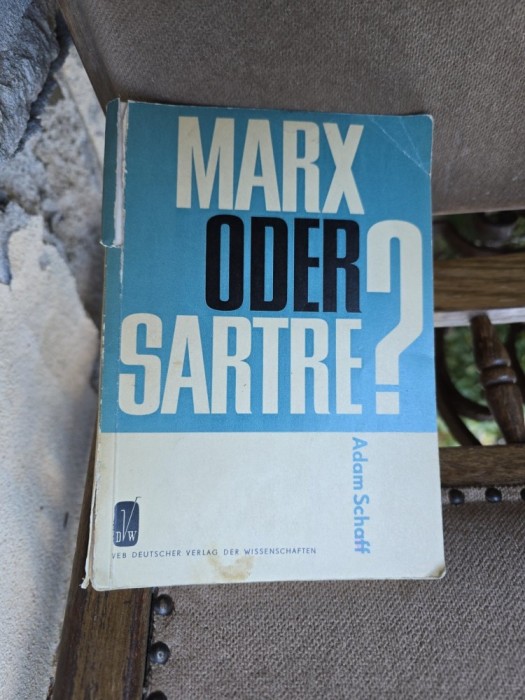 MARX
ODER
SARTRE?
Adam Schaff
DVW
VEB DEUTSCHER VERLAG DER WISSENSCHAFTEN